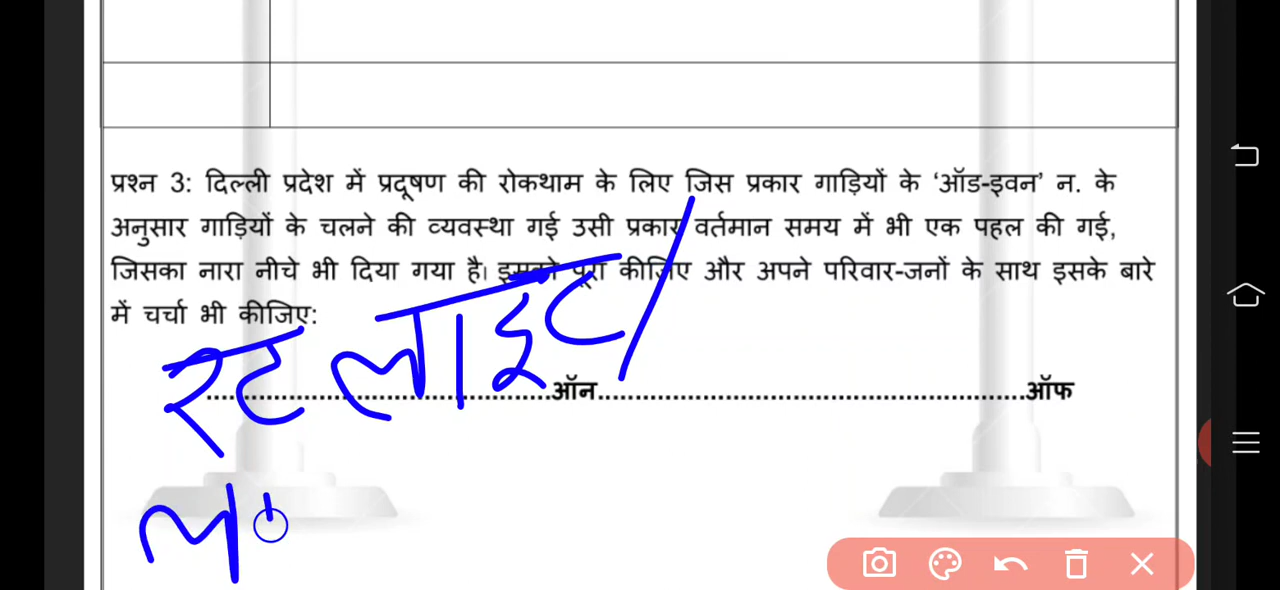 प्रश्न 3: दिल्ली प्रदेश में प्रदूषण की रोकथाम के लिए जिस प्रकार गाड़ियों के ‘ऑड-इवन’ न. के
अनुसार गाड़ियों के चलने की व्यवस्था गई उसी प्रकार वर्तमान समय में भी एक पहल की गई,
जिसका नारा नीचे भी दिया गया है। इसको पूरा कीजिए और अपने परिवार-जनों के साथ इसके बारे
में चर्चा भी कीजिए:
रट लाइट/
..........................................ऑन.....................................................ऑफ
ल